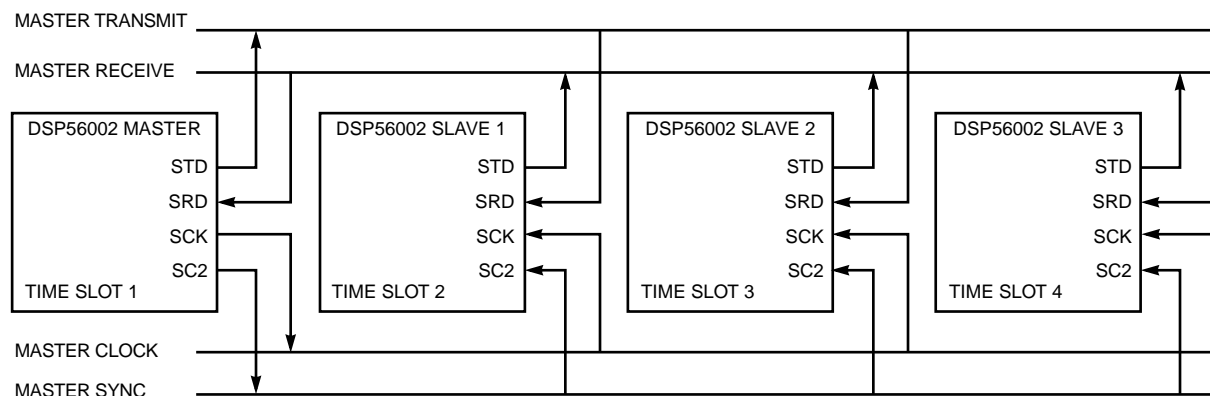 MASTER TRANSMIT
MASTER RECEIVE
DSP56002 MASTER
STD
SRD
SCK
SC2
TIME SLOT 1
DSP56002 SLAVE 1
STD
SRD
SCK
SC2
TIME SLOT 2
DSP56002 SLAVE 2
STD
SRD
SCK
SC2
TIME SLOT 3
DSP56002 SLAVE 3
STD
SRD
SCK
SC2
TIME SLOT 4
MASTER CLOCK
MASTER SYNC